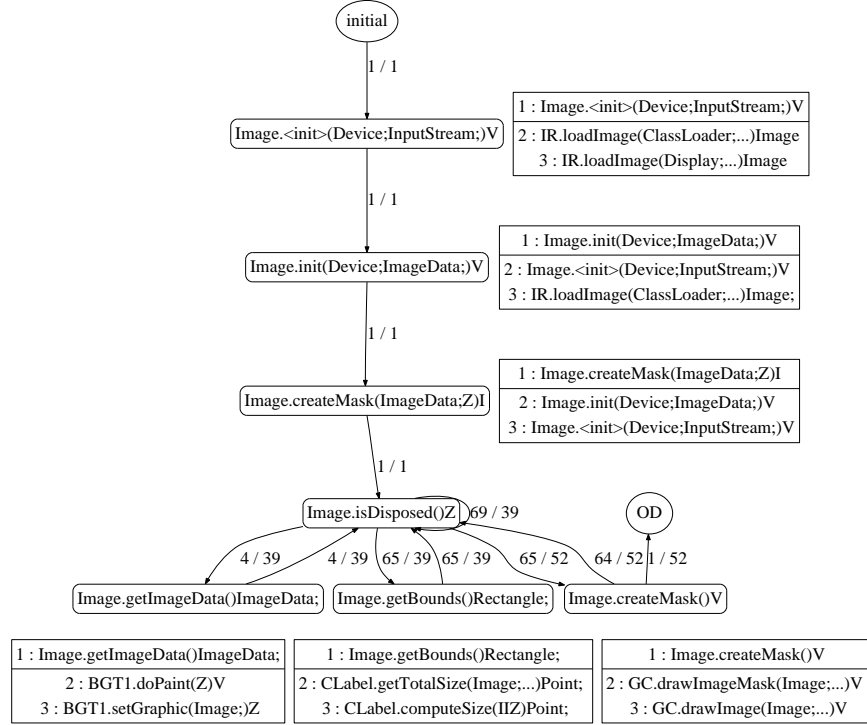 initial
1 / 1
Image.<init>(Device;InputStream;)V
1 : Image.<init>(Device;InputStream;)V
2 : IR.loadImage(ClassLoader;...)Image
3 : IR.loadImage(Display;...)Image
1 / 1
Image.init(Device;ImageData;)V
1 : Image.init(Device;ImageData;)V
2 : Image.<init>(Device;InputStream;)V
3 : IR.loadImage(ClassLoader;...)Image;
1 / 1
Image.createMask(ImageData;Z)I
1 : Image.createMask(ImageData;Z)I
2 : Image.init(Device;ImageData;)V
3 : Image.<init>(Device;InputStream;)V
1 / 1
Image.isDisposed()Z
69 / 39
OD
4 / 39
4 / 39
65 / 39
65 / 39
65 / 52
64 / 52
1 / 52
Image.getImageData()ImageData;
Image.getBounds()Rectangle;
Image.createMask()V
1 : Image.getImageData()ImageData;
2 : BGT1.doPaint(Z)V
3 : BGT1.setGraphic(Image;)Z
1 : Image.getBounds()Rectangle;
2 : CLabel.getTotalSize(Image;...)Point;
3 : CLabel.computeSize(IIZ)Point;
1 : Image.createMask()V
2 : GC.drawImageMask(Image;...)V
3 : GC.drawImage(Image;...)V